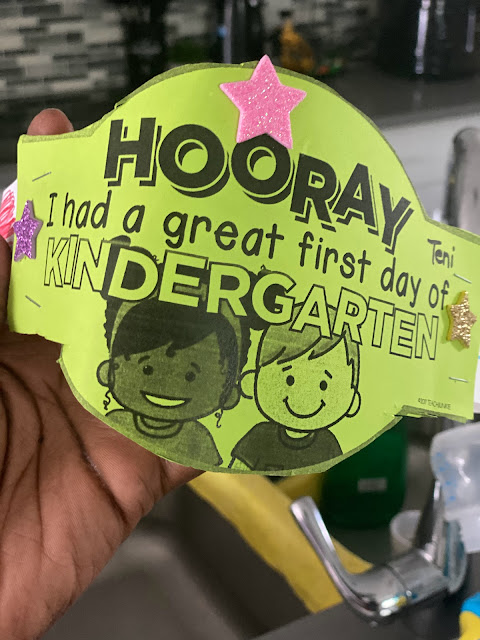 HOORAY
I had a great first day of
Teni
KINDERGARTEN